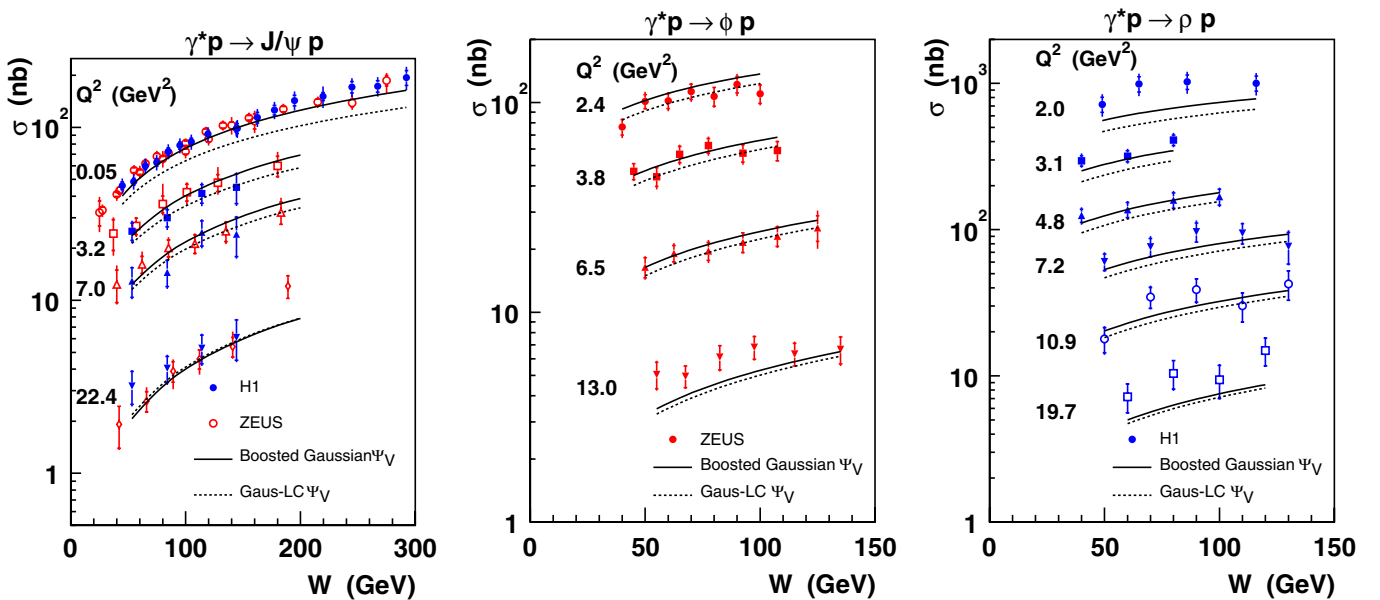 γ*p → J/ψ p
σ (nb)
Q² (GeV²)
10²
0.05
3.2
7.0
10
22.4
H1
ZEUS
Boosted GaussianΨ_V
Gaus-LC Ψ_V
1
0 100 200 300
W (GeV)
γ*p → ϕ p
σ (nb)
Q² (GeV²)
2.4
10²
3.8
6.5
10
13.0
ZEUS
Boosted Gaussian Ψ_V
Gaus-LC Ψ_V
1
0 50 100 150
W (GeV)
γ*p → ρ p
σ (nb)
Q² (GeV²)
10³
2.0
3.1
4.8
10²
7.2
10.9
10
19.7
H1
Boosted Gaussian Ψ_V
Gaus-LC Ψ_V
1
0 50 100 150
W (GeV)